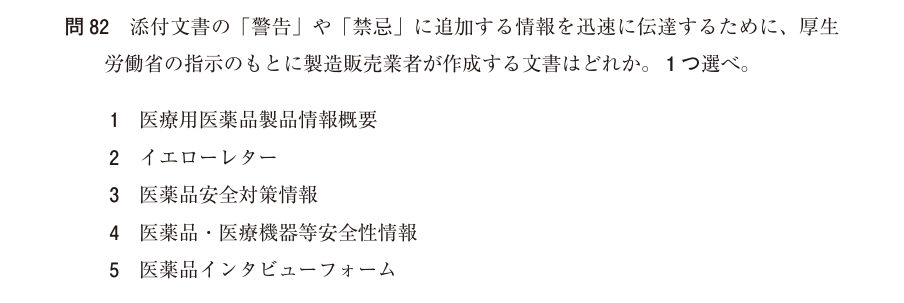 問 82　添付文書の「警告」や「禁忌」に追加する情報を迅速に伝達するために、厚生
労働省の指示のもとに製造販売業者が作成する文書はどれか。1つ選べ。
1　医療用医薬品製品情報概要
2　イエローレター
3　医薬品安全対策情報
4　医薬品・医療機器等安全性情報
5　医薬品インタビューフォーム